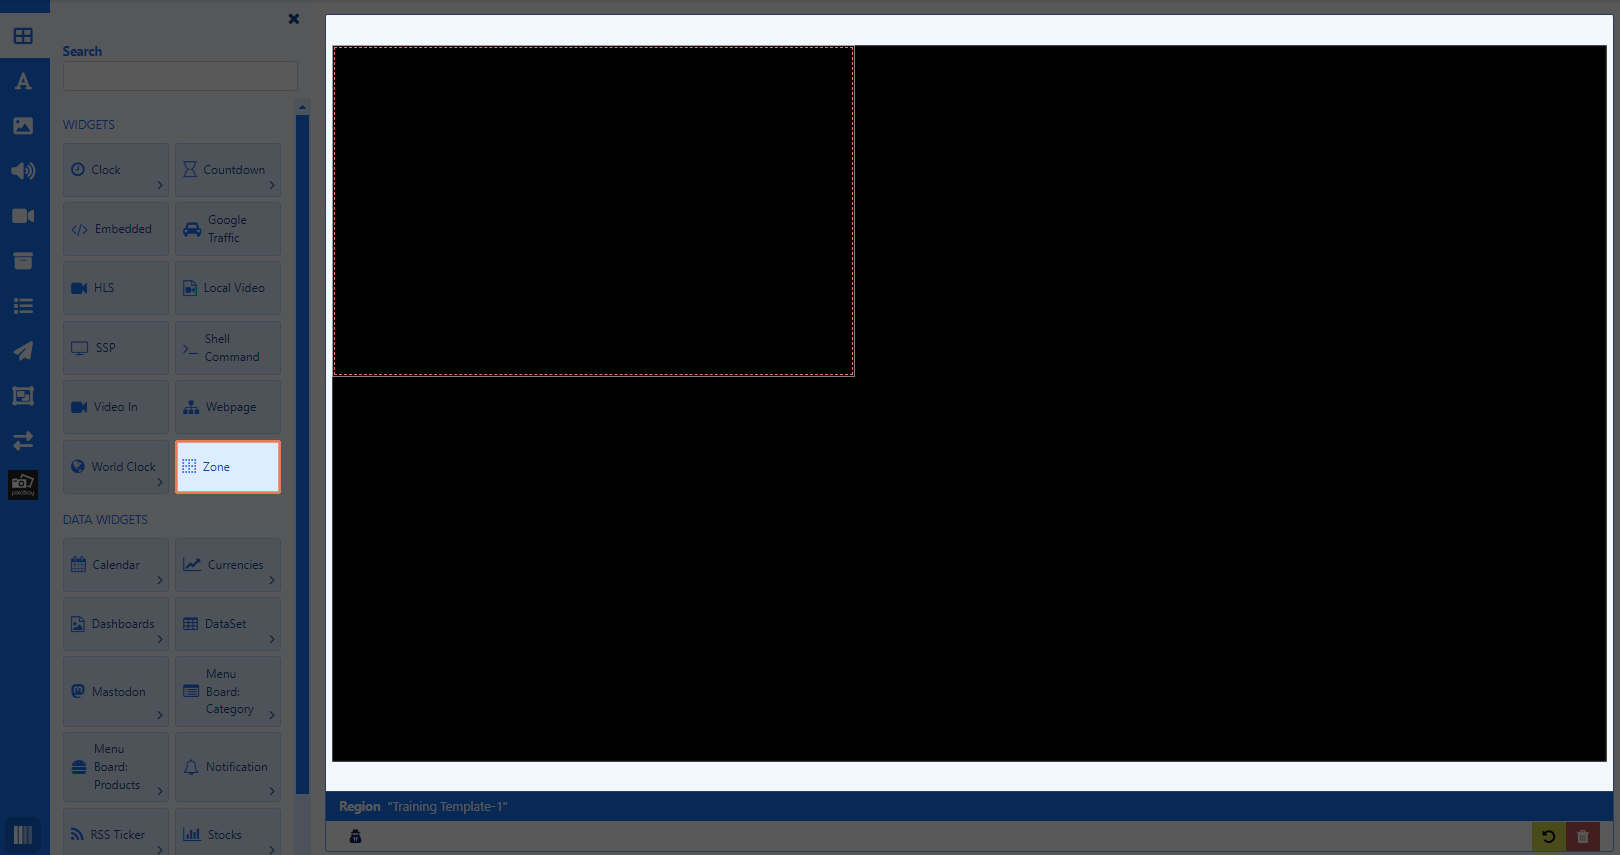 Search
WIDGETS
Clock
Countdown
Embedded
Google
Traffic
HLS
Local Video
SSP
Shell
Command
Video In
Webpage
World Clock
Zone
pixabay
DATA WIDGETS
Calendar
Currencies
Dashboards
DataSet
Mastodon
Menu
Board:
Category
Menu
Board:
Products
Notification
RSS Ticker
Stocks
Region "Training Template-1"